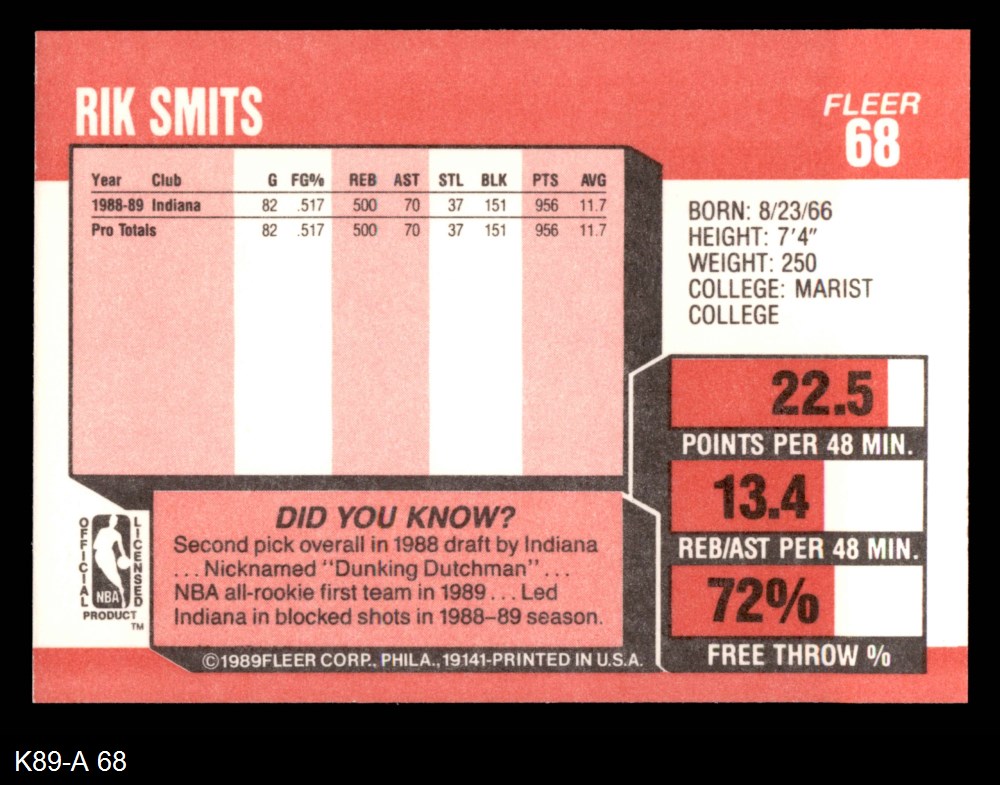 RIK SMITS
FLEER
68
Year Club G FG% REB AST STL BLK PTS AVG
1988-89 Indiana 82 .517 500 70 37 151 956 11.7
Pro Totals 82 .517 500 70 37 151 956 11.7
BORN: 8/23/66
HEIGHT: 7'4"
WEIGHT: 250
COLLEGE: MARIST
COLLEGE
22.5
POINTS PER 48 MIN.
13.4
REB/AST PER 48 MIN.
72%
FREE THROW %
DID YOU KNOW?
Second pick overall in 1988 draft by Indiana
... Nicknamed "Dunking Dutchman" ...
NBA all-rookie first team in 1989 ... Led
Indiana in blocked shots in 1988–89 season.
OFFICIAL
NBA
LICENSED
PRODUCT
TM
©1989FLEER CORP., PHILA., 19141-PRINTED IN U.S.A.
K89-A 68